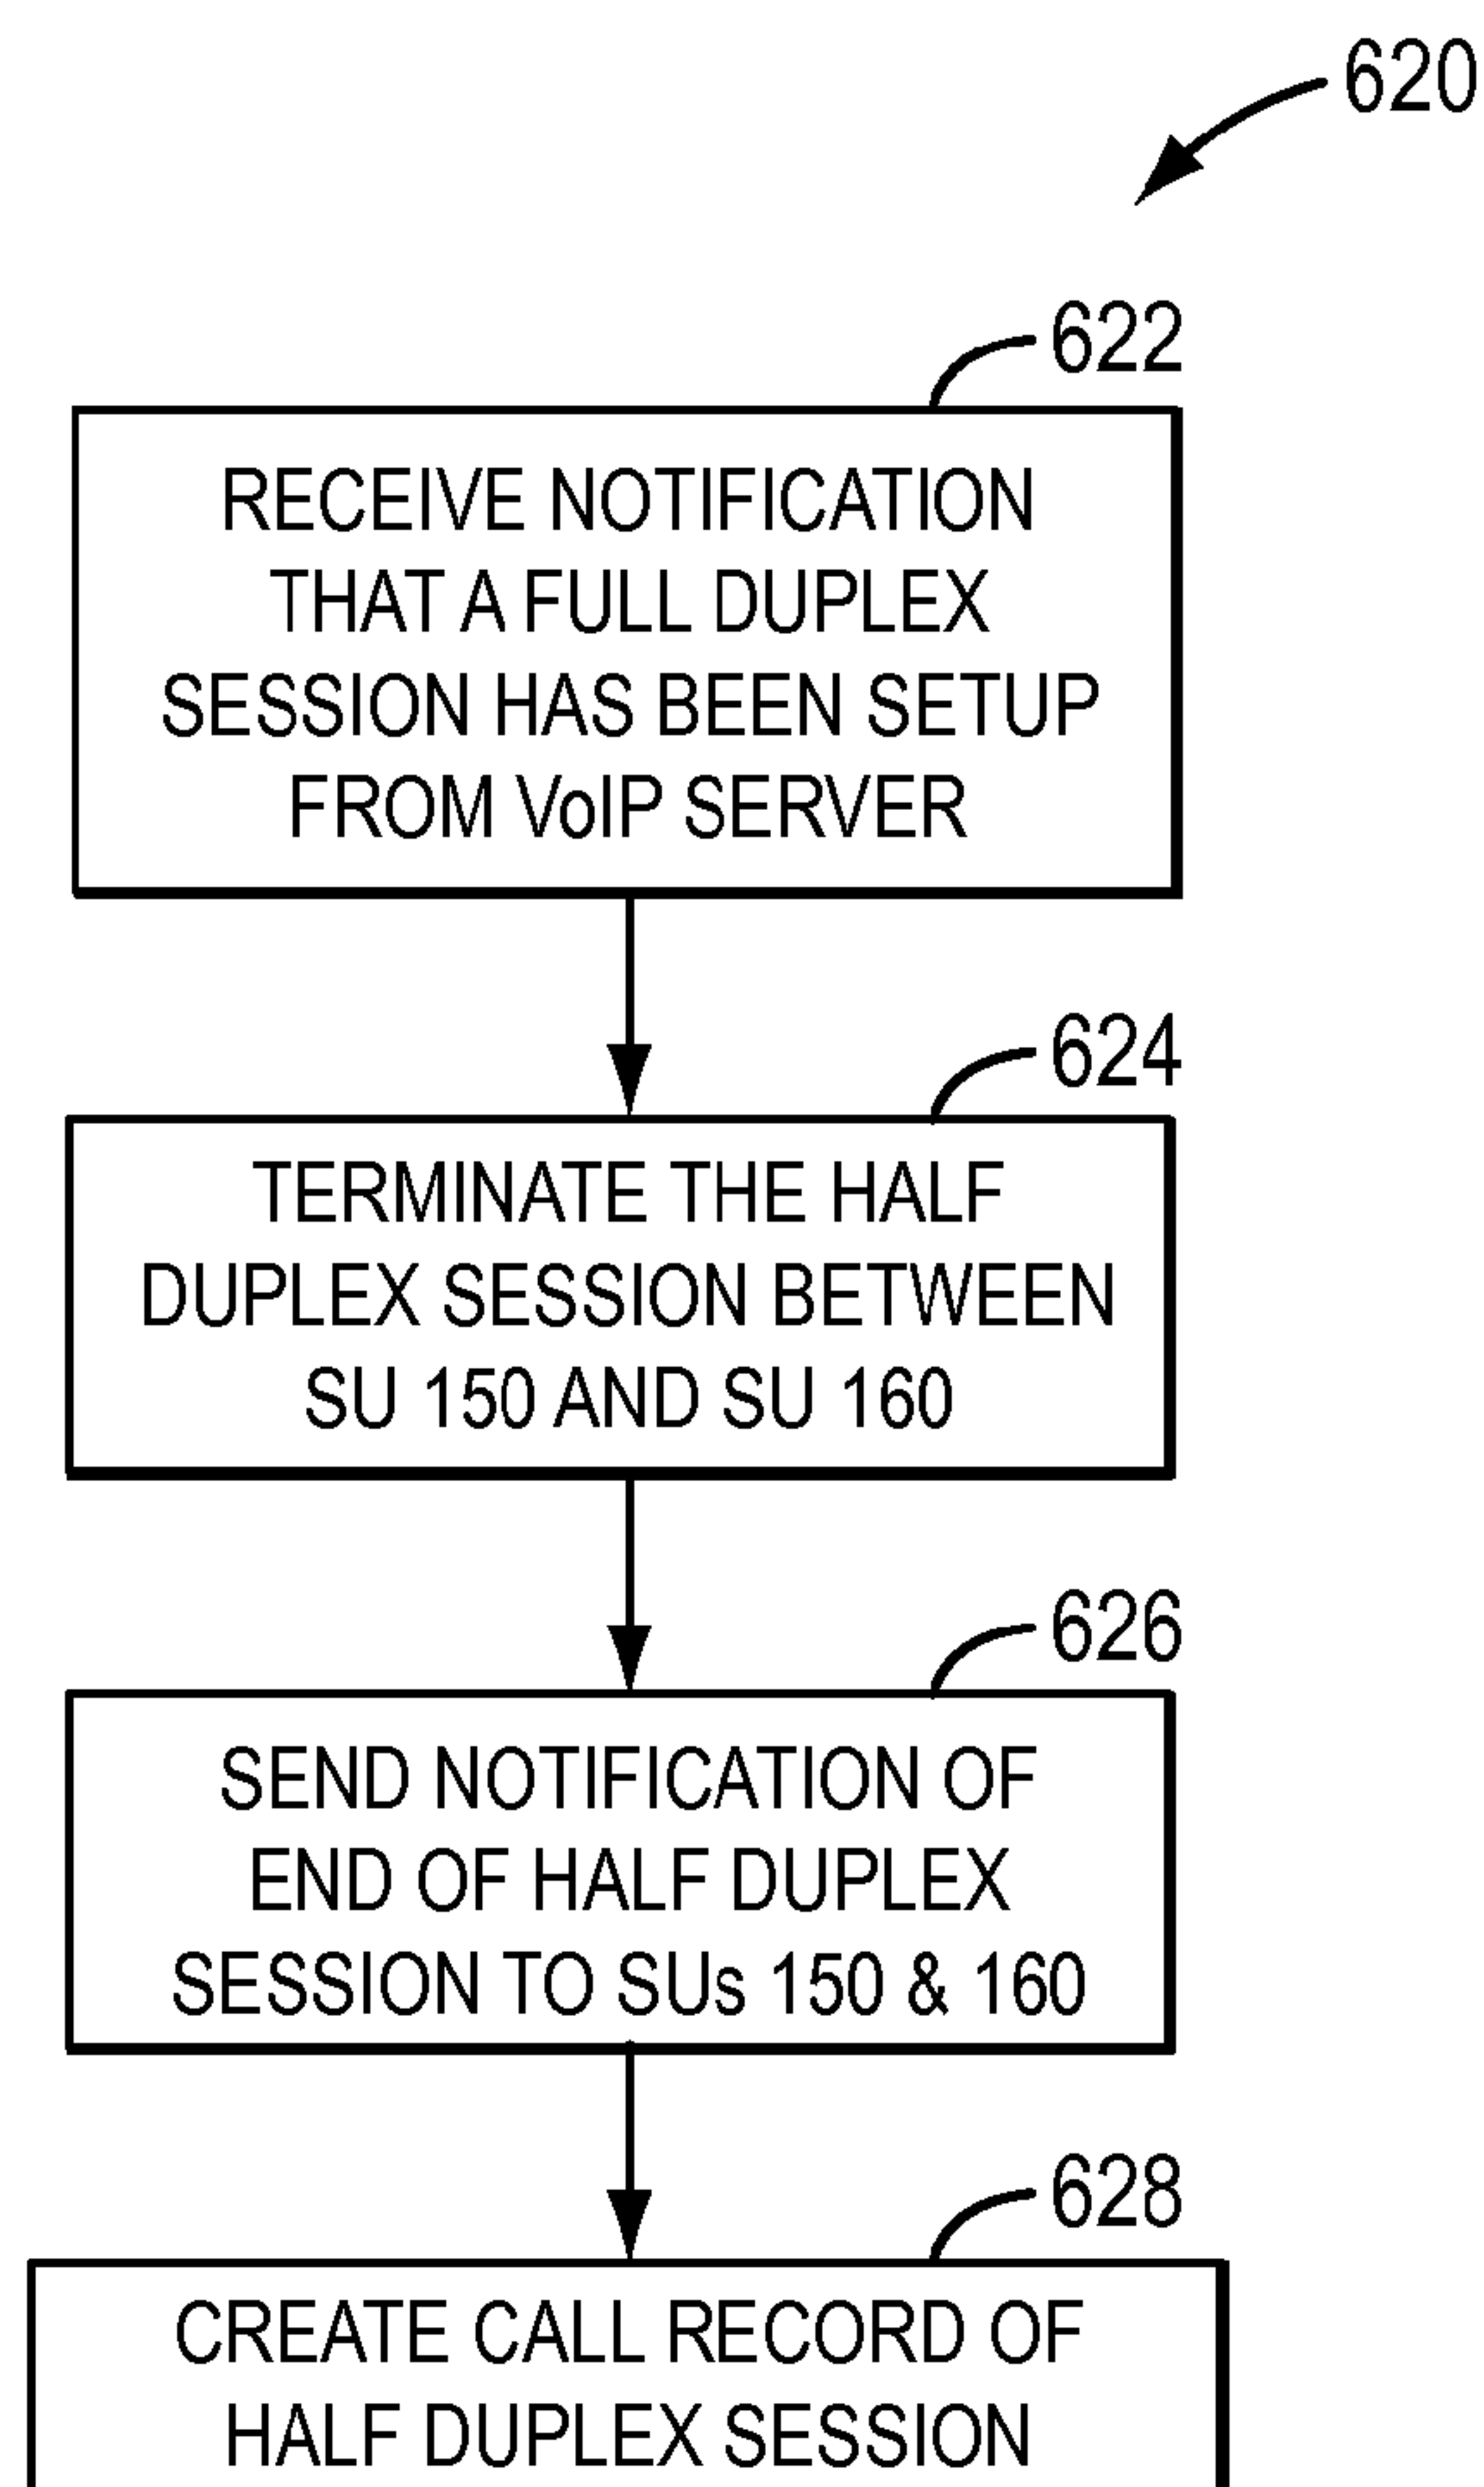 620
622
RECEIVE NOTIFICATION
THAT A FULL DUPLEX
SESSION HAS BEEN SETUP
FROM VoIP SERVER
624
TERMINATE THE HALF
DUPLEX SESSION BETWEEN
SU 150 AND SU 160
626
SEND NOTIFICATION OF
END OF HALF DUPLEX
SESSION TO SUs 150 & 160
628
CREATE CALL RECORD OF
HALF DUPLEX SESSION